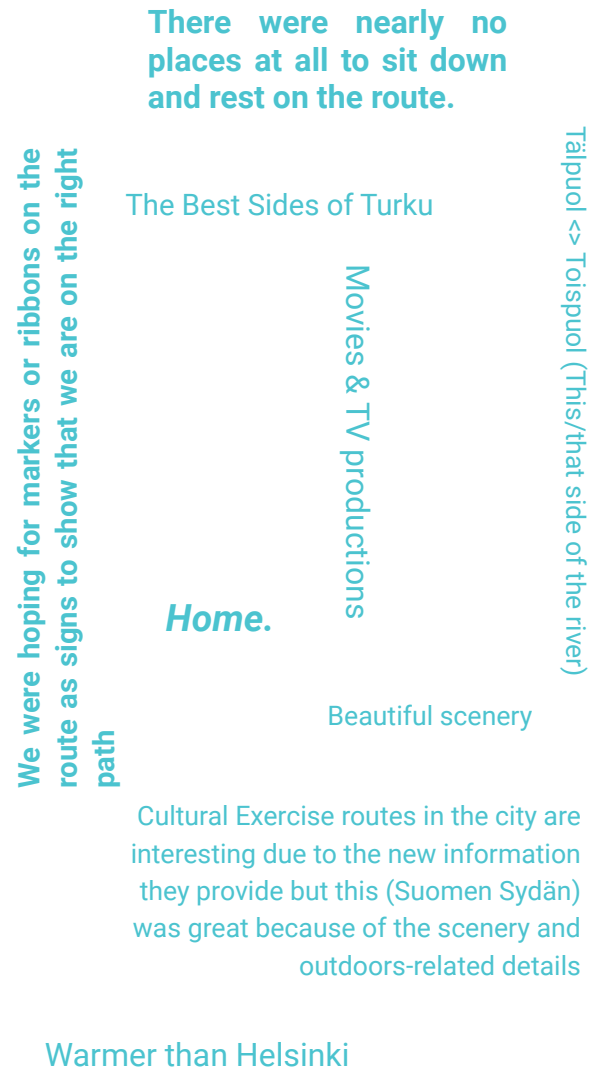 There were nearly no
places at all to sit down
and rest on the route.
We were hoping for markers or ribbons on the
route as signs to show that we are on the right
path
The Best Sides of Turku
Tälpuol <> Toispuol (This/that side of the river)
Movies & TV productions
Home.
Beautiful scenery
Cultural Exercise routes in the city are
interesting due to the new information
they provide but this (Suomen Sydän)
was great because of the scenery and
outdoors-related details
Warmer than Helsinki